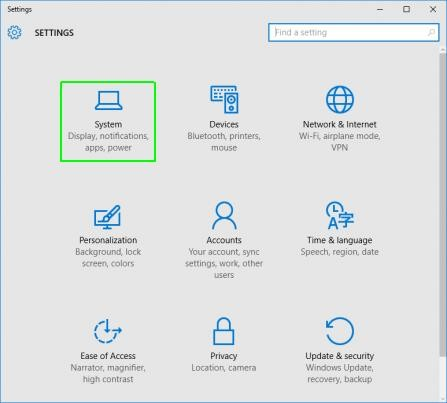 Settings
SETTINGS
Find a setting
System
Display, notifications,
apps, power
Devices
Bluetooth, printers,
mouse
Network & Internet
Wi-Fi, airplane mode,
VPN
Personalization
Background, lock
screen, colors
Accounts
Your account, sync
settings, work, other
users
A字
Time & language
Speech, region, date
Ease of Access
Narrator, magnifier,
high contrast
Privacy
Location, camera
Update & security
Windows Update,
recovery, backup